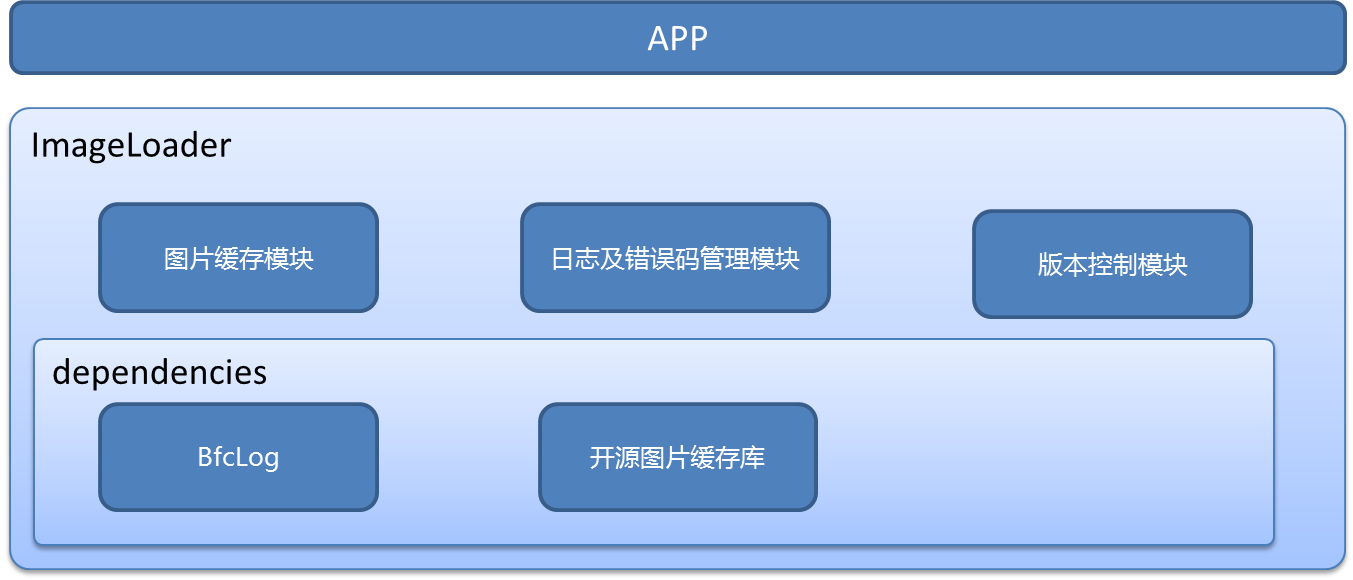 APP
ImageLoader
图片缓存模块
日志及错误码管理模块
版本控制模块
dependencies
BfcLog
开源图片缓存库